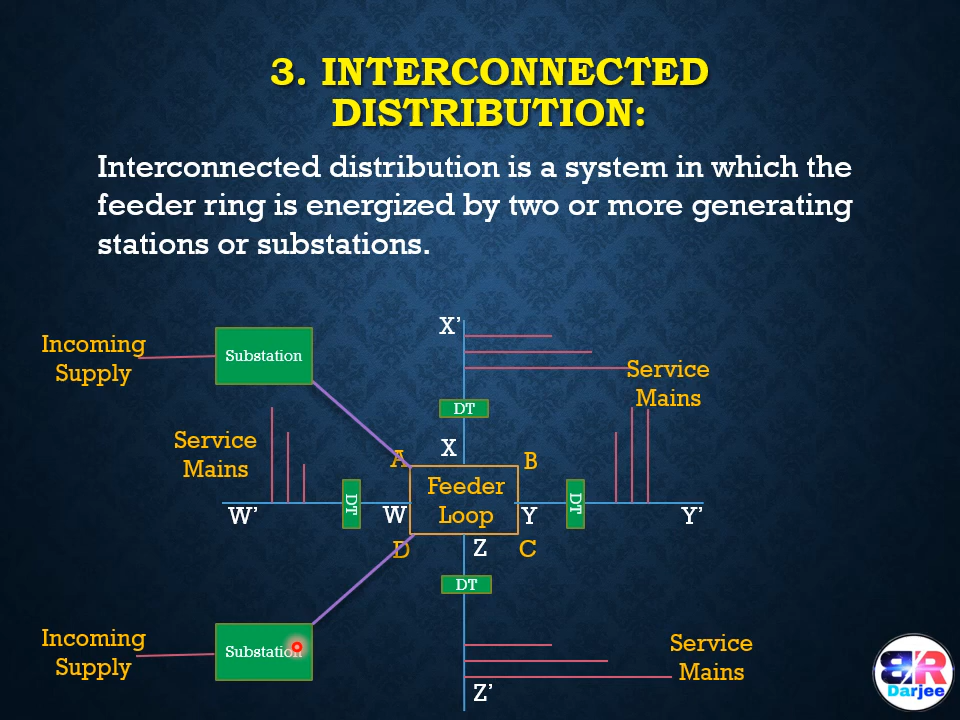 3. INTERCONNECTED
DISTRIBUTION:
Interconnected distribution is a system in which the
feeder ring is energized by two or more generating
stations or substations.
X'
Incoming
Supply
Substation
Service
Mains
DT
Service
Mains
X
A
B
Feeder
Loop
DT
DT
W'
W
Y
Y'
D
Z
C
DT
Incoming
Supply
Substation
Service
Mains
Z'
BR
Darjee